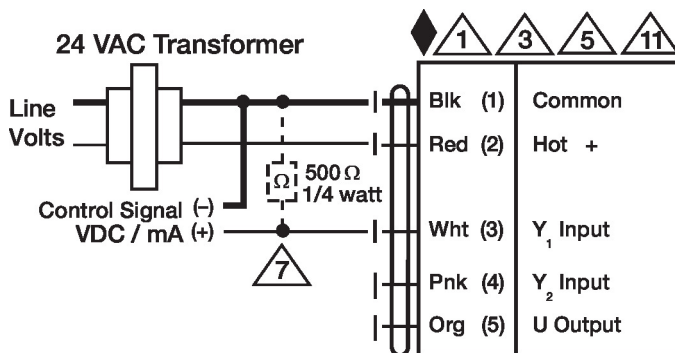 1 3 5 11
24 VAC Transformer
Line
Volts
Blk (1) Common
Red (2) Hot +
Ω 500 Ω
1/4 watt
Control Signal (-)
VDC / mA (+)
Wht (3) Y₁ Input
7
Pnk (4) Y₂ Input
Org (5) U Output